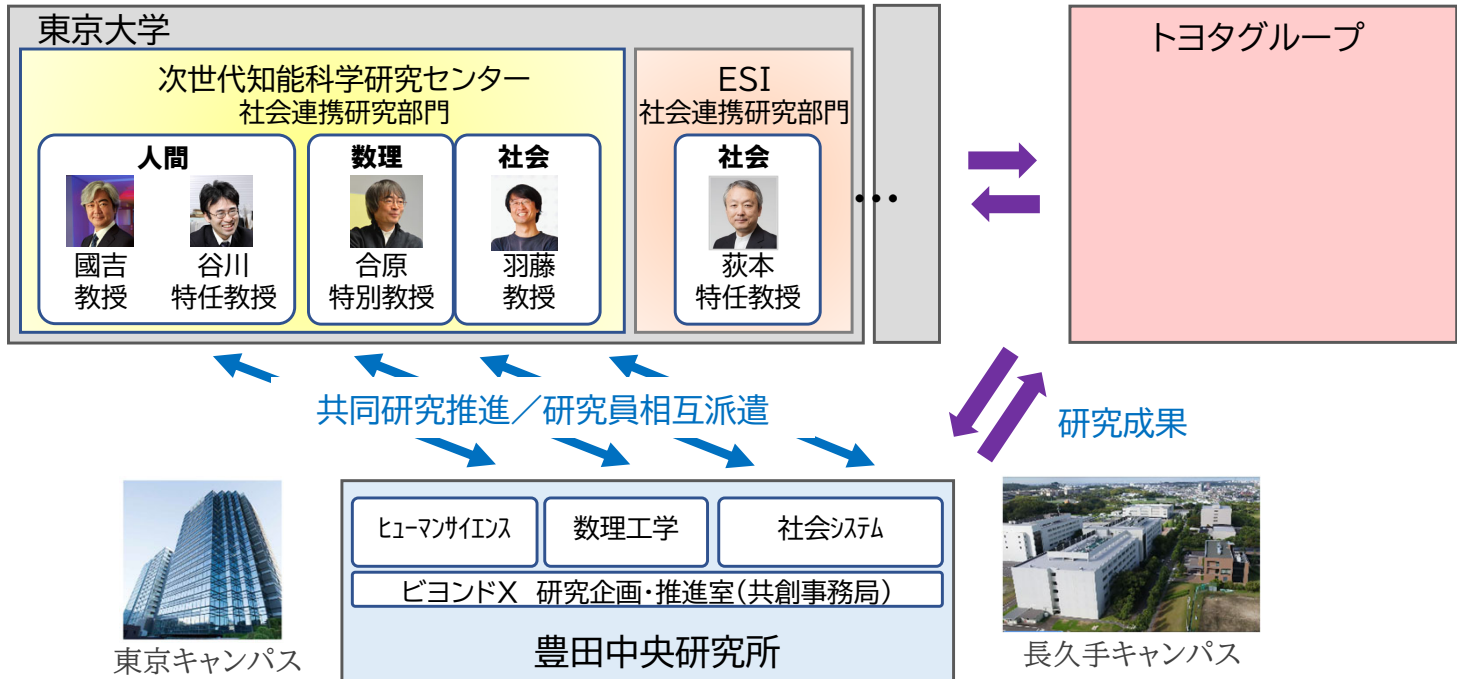 東京大学
次世代知能科学研究センター
社会連携研究部門
人間
國吉
教授
谷川
特任教授
数理
合原
特別教授
社会
羽藤
教授
ESI
社会連携研究部門
社会
荻本
特任教授
…
トヨタグループ
共同研究推進／研究員相互派遣
研究成果
東京キャンパス
ﾋｭｰﾏﾝｻｲｴﾝｽ
数理工学
社会ｼｽﾃﾑ
ビヨンドX 研究企画・推進室(共創事務局)
豊田中央研究所
長久手キャンパス